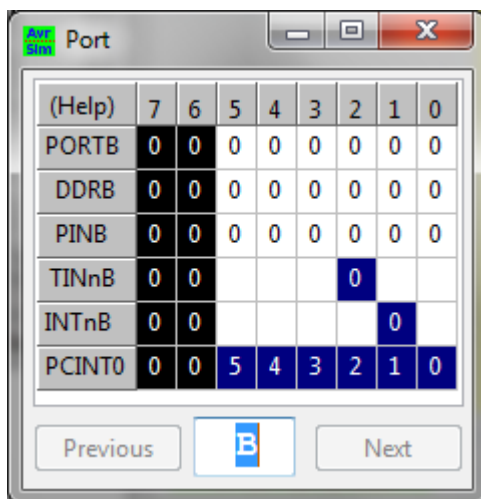 Avr Sim Port
(Help) 7 6 5 4 3 2 1 0
PORTB 0 0 0 0 0 0 0 0
DDRB 0 0 0 0 0 0 0 0
PINB 0 0 0 0 0 0 0 0
TINnB 0 0 0
INTnB 0 0 0
PCINT0 0 0 5 4 3 2 1 0
Previous B Next